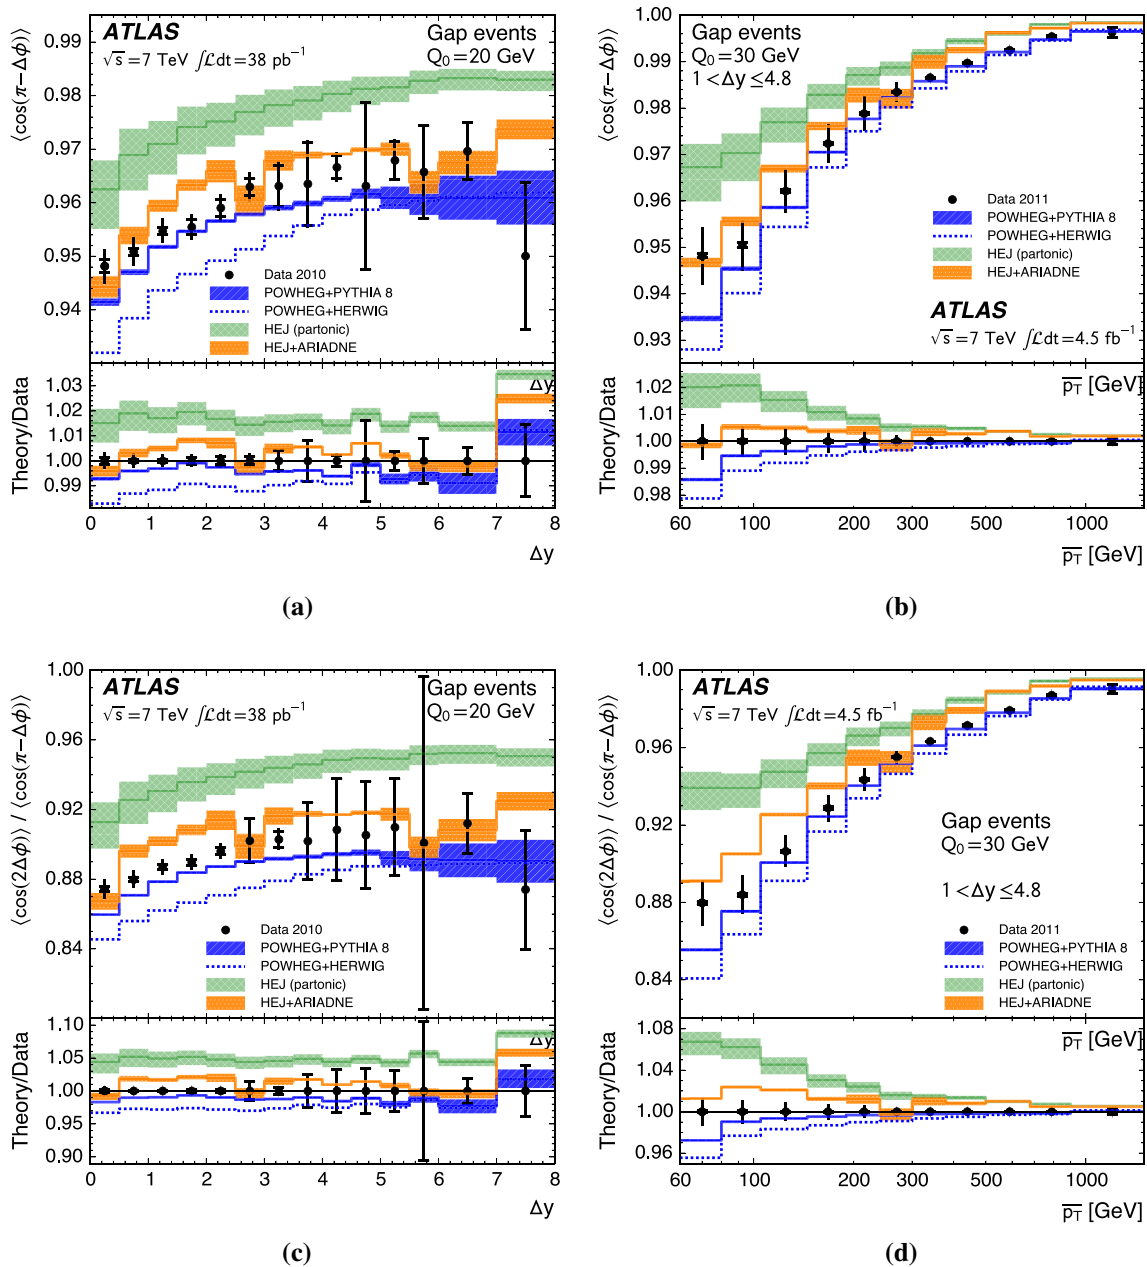 ATLAS
√s=7 TeV ∫ℒdt=38 pb⁻¹
Gap events
Q₀=20 GeV
⟨cos(π−Δϕ)⟩
0.99
0.98
0.97
0.96
0.95
0.94
Data 2010
POWHEG+PYTHIA 8
POWHEG+HERWIG
HEJ (partonic)
HEJ+ARIADNE
Δy
Theory/Data
1.03
1.02
1.01
1.00
0.99
0 1 2 3 4 5 6 7 8
Δy
(a)
Gap events
Q₀=30 GeV
1<Δy≤4.8
⟨cos(π−Δϕ)⟩
1.00
0.99
0.98
0.97
0.96
0.95
0.94
0.93
Data 2011
POWHEG+PYTHIA 8
POWHEG+HERWIG
HEJ (partonic)
HEJ+ARIADNE
ATLAS
√s=7 TeV ∫ℒdt=4.5 fb⁻¹
p̅T̅ [GeV]
Theory/Data
1.02
1.01
1.00
0.99
0.98
60 100 200 300 500 1000
p̅T̅ [GeV]
(b)
ATLAS
√s=7 TeV ∫ℒdt=38 pb⁻¹
Gap events
Q₀=20 GeV
⟨cos(2Δϕ)⟩ / ⟨cos(π−Δϕ)⟩
1.00
0.96
0.92
0.88
0.84
Data 2010
POWHEG+PYTHIA 8
POWHEG+HERWIG
HEJ (partonic)
HEJ+ARIADNE
Δy
Theory/Data
1.10
1.05
1.00
0.95
0.90
0 1 2 3 4 5 6 7 8
Δy
(c)
ATLAS
√s=7 TeV ∫ℒdt=4.5 fb⁻¹
⟨cos(2Δϕ)⟩ / ⟨cos(π−Δϕ)⟩
1.00
0.96
0.92
0.88
0.84
Gap events
Q₀=30 GeV
1<Δy≤4.8
Data 2011
POWHEG+PYTHIA 8
POWHEG+HERWIG
HEJ (partonic)
HEJ+ARIADNE
p̅T̅ [GeV]
Theory/Data
1.08
1.04
1.00
0.96
60 100 200 300 500 1000
p̅T̅ [GeV]
(d)